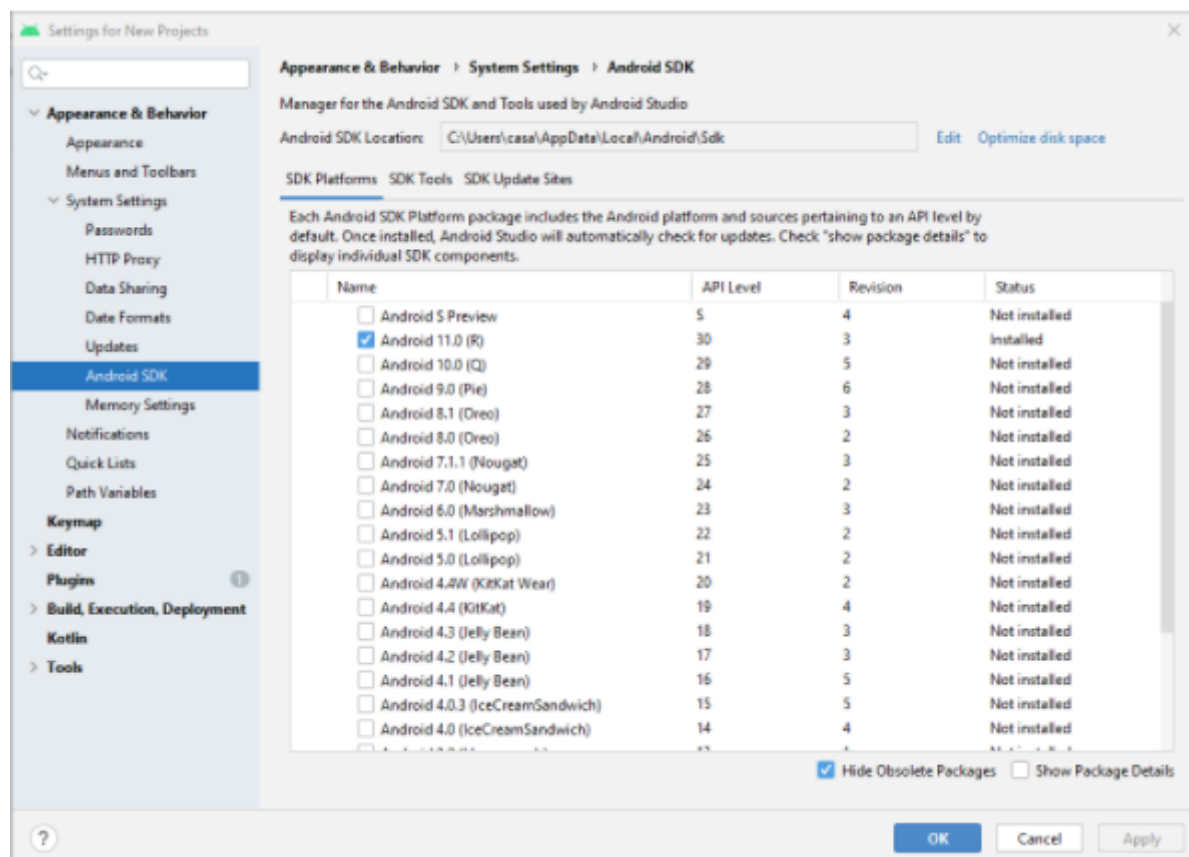 Settings for New Projects
Appearance & Behavior
Appearance
Menus and Toolbars
System Settings
Passwords
HTTP Proxy
Data Sharing
Date Formats
Updates
Android SDK
Memory Settings
Notifications
Quick Lists
Path Variables
Keymap
Editor
Plugins 1
Build, Execution, Deployment
Kotlin
Tools
Appearance & Behavior > System Settings > Android SDK
Manager for the Android SDK and Tools used by Android Studio
Android SDK Location: C:\Users\casa\AppData\Local\Android\Sdk Edit Optimize disk space
SDK Platforms SDK Tools SDK Update Sites
Each Android SDK Platform package includes the Android platform and sources pertaining to an API level by
default. Once installed, Android Studio will automatically check for updates. Check "show package details" to
display individual SDK components.
Name API Level Revision Status
Android S Preview S 4 Not installed
Android 11.0 (R) 30 3 Installed
Android 10.0 (Q) 29 5 Not installed
Android 9.0 (Pie) 28 6 Not installed
Android 8.1 (Oreo) 27 3 Not installed
Android 8.0 (Oreo) 26 2 Not installed
Android 7.1.1 (Nougat) 25 3 Not installed
Android 7.0 (Nougat) 24 2 Not installed
Android 6.0 (Marshmallow) 23 3 Not installed
Android 5.1 (Lollipop) 22 2 Not installed
Android 5.0 (Lollipop) 21 2 Not installed
Android 4.4W (KitKat Wear) 20 2 Not installed
Android 4.4 (KitKat) 19 4 Not installed
Android 4.3 (Jelly Bean) 18 3 Not installed
Android 4.2 (Jelly Bean) 17 3 Not installed
Android 4.1 (Jelly Bean) 16 5 Not installed
Android 4.0.3 (IceCreamSandwich) 15 5 Not installed
Android 4.0 (IceCreamSandwich) 14 4 Not installed
Hide Obsolete Packages Show Package Details
? OK Cancel Apply